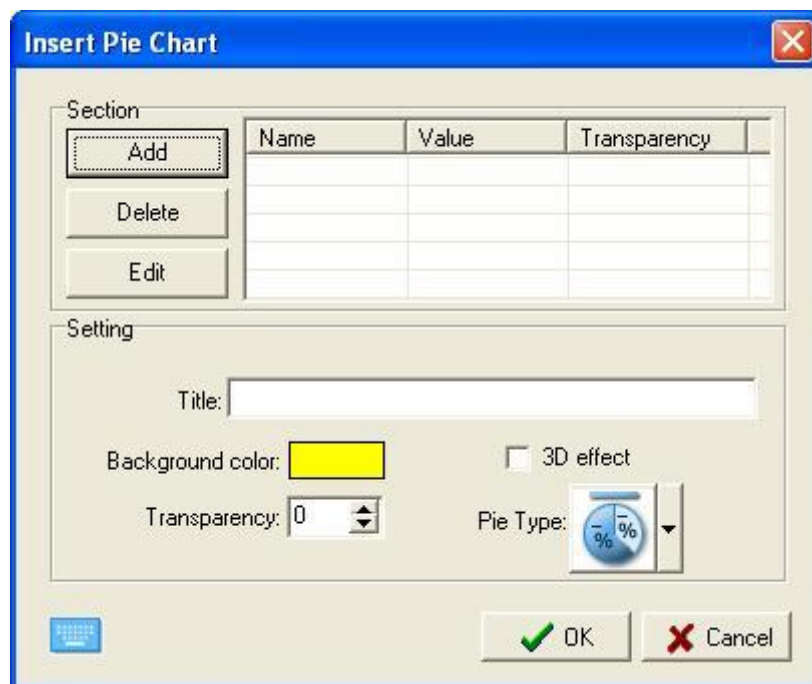 Insert Pie Chart
Section
Add
Name Value Transparency
Delete
Edit
Setting
Title:
Background color:
3D effect
Transparency: 0
Pie Type:
% %
OK Cancel